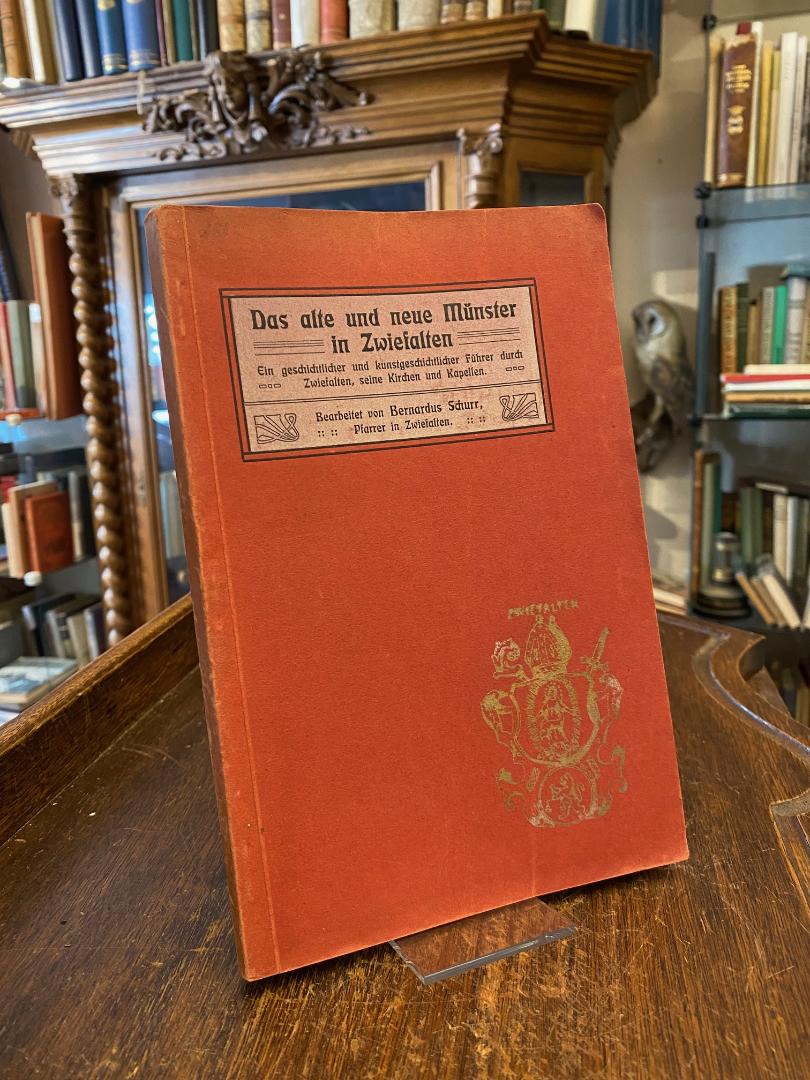 Das alte und neue Münster
in Zwiefalten
Ein geschichtlicher und kunstgeschichtlicher Führer durch
Zwiefalten, seine Kirchen und Kapellen.
Bearbeitet von Bernardus Schurr,
Pfarrer in Zwiefalten.
ZWIEFALTEN